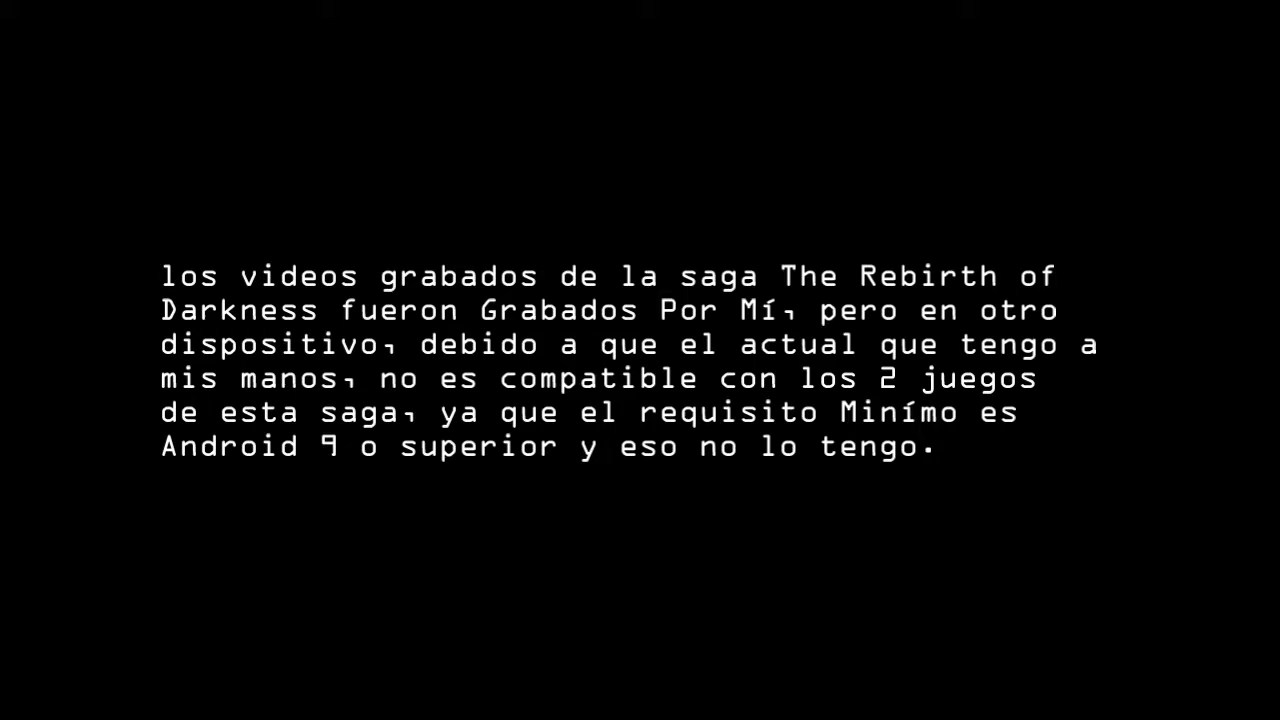 los videos grabados de la saga The Rebirth of
Darkness fueron Grabados Por Mí, pero en otro
dispositivo, debido a que el actual que tengo a
mis manos, no es compatible con los 2 juegos
de esta saga, ya que el requisito Minímo es
Android 9 o superior y eso no lo tengo.